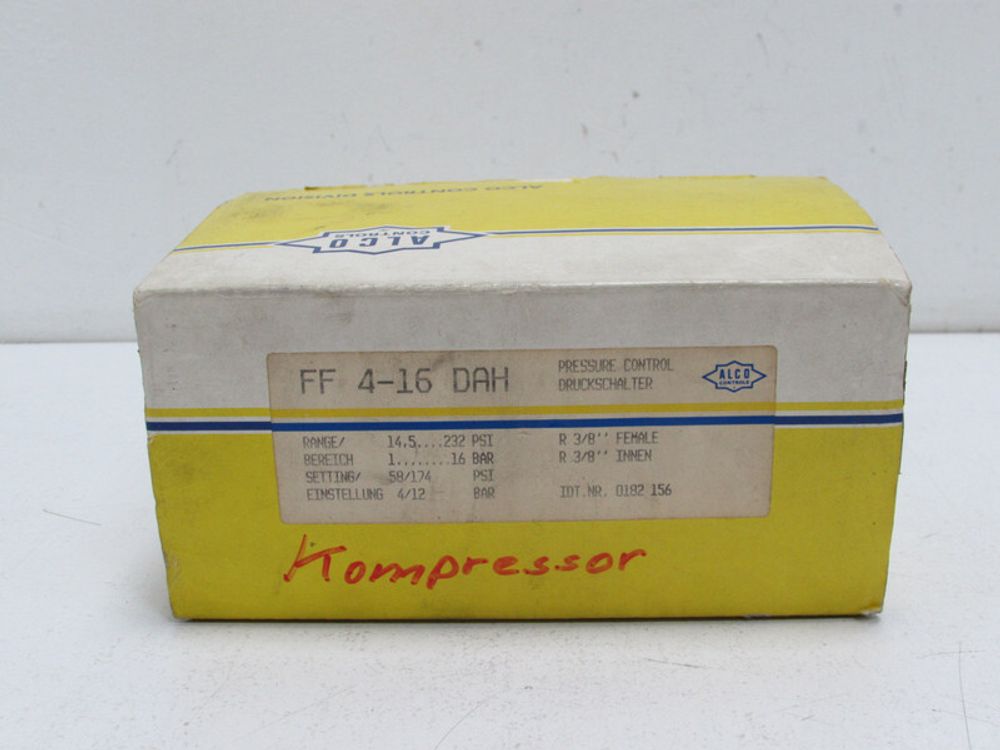 ALCO CONTROLS DIVISION
ALCO
CONTROLS
FF 4-16 DAH
PRESSURE CONTROL
DRUCKSCHALTER
ALCO
CONTROLS
RANGE/ 14.5....232 PSI
BEREICH 1........16 BAR
SETTING/ 58/174 PSI
EINSTELLUNG 4/12 BAR
R 3/8'' FEMALE
R 3/8'' INNEN
IDT.NR. 0182 156
Kompressor